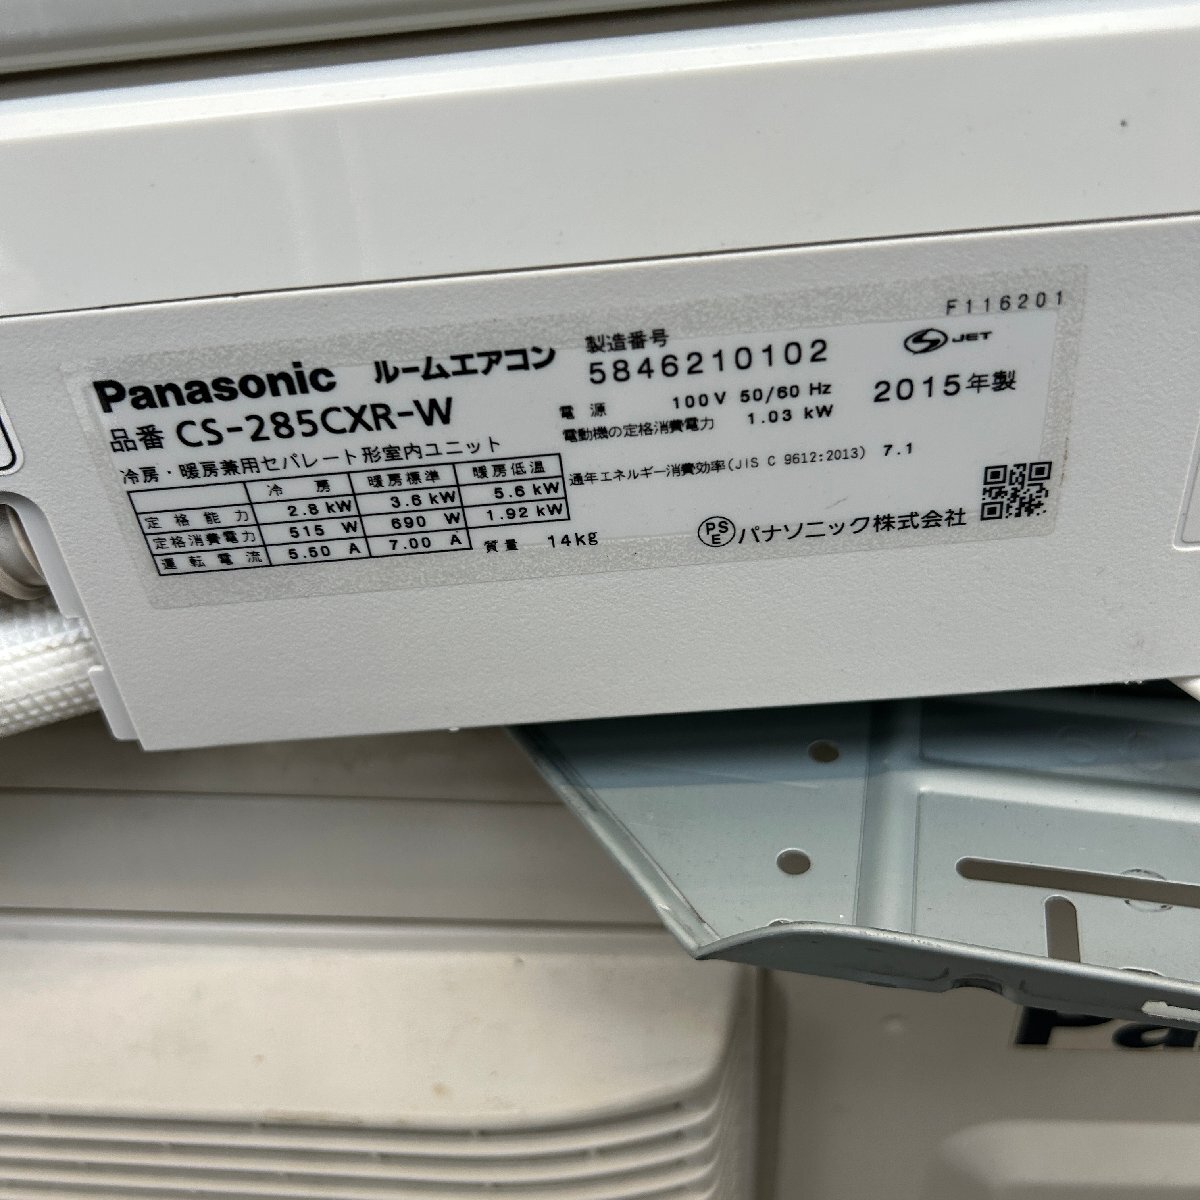 F116201
Panasonic ルームエアコン 製造番号
5846210102 JET
品番 CS-285CXR-W
電源 100V 50/60 Hz 2015年製
電動機の定格消費電力 1.03 kW
冷房・暖房兼用セパレート形室内ユニット
通年エネルギー消費効率(JIS C 9612:2013) 7.1
冷房 暖房標準 暖房低温
定格能力 2.8 kW 3.6 kW 5.6 kW
定格消費電力 515 W 690 W 1.92 kW
運転電流 5.50 A 7.00 A
質量 14kg
PSE パナソニック株式会社
Pa